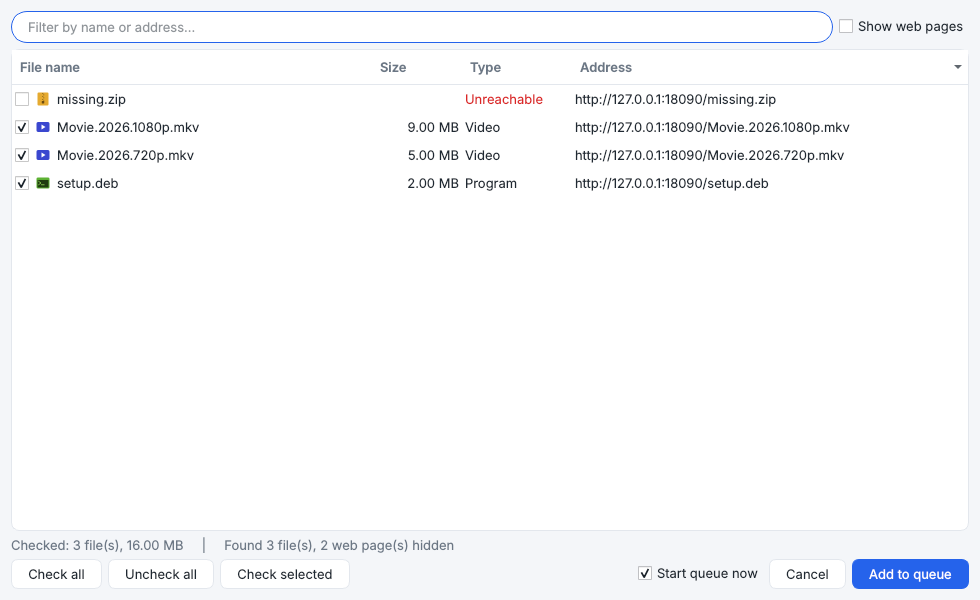 Filter by name or address... Show web pages
File name Size Type Address
missing.zip Unreachable http://127.0.0.1:18090/missing.zip
Movie.2026.1080p.mkv 9.00 MB Video http://127.0.0.1:18090/Movie.2026.1080p.mkv
Movie.2026.720p.mkv 5.00 MB Video http://127.0.0.1:18090/Movie.2026.720p.mkv
setup.deb 2.00 MB Program http://127.0.0.1:18090/setup.deb
Checked: 3 file(s), 16.00 MB | Found 3 file(s), 2 web page(s) hidden
Check all Uncheck all Check selected Start queue now Cancel Add to queue